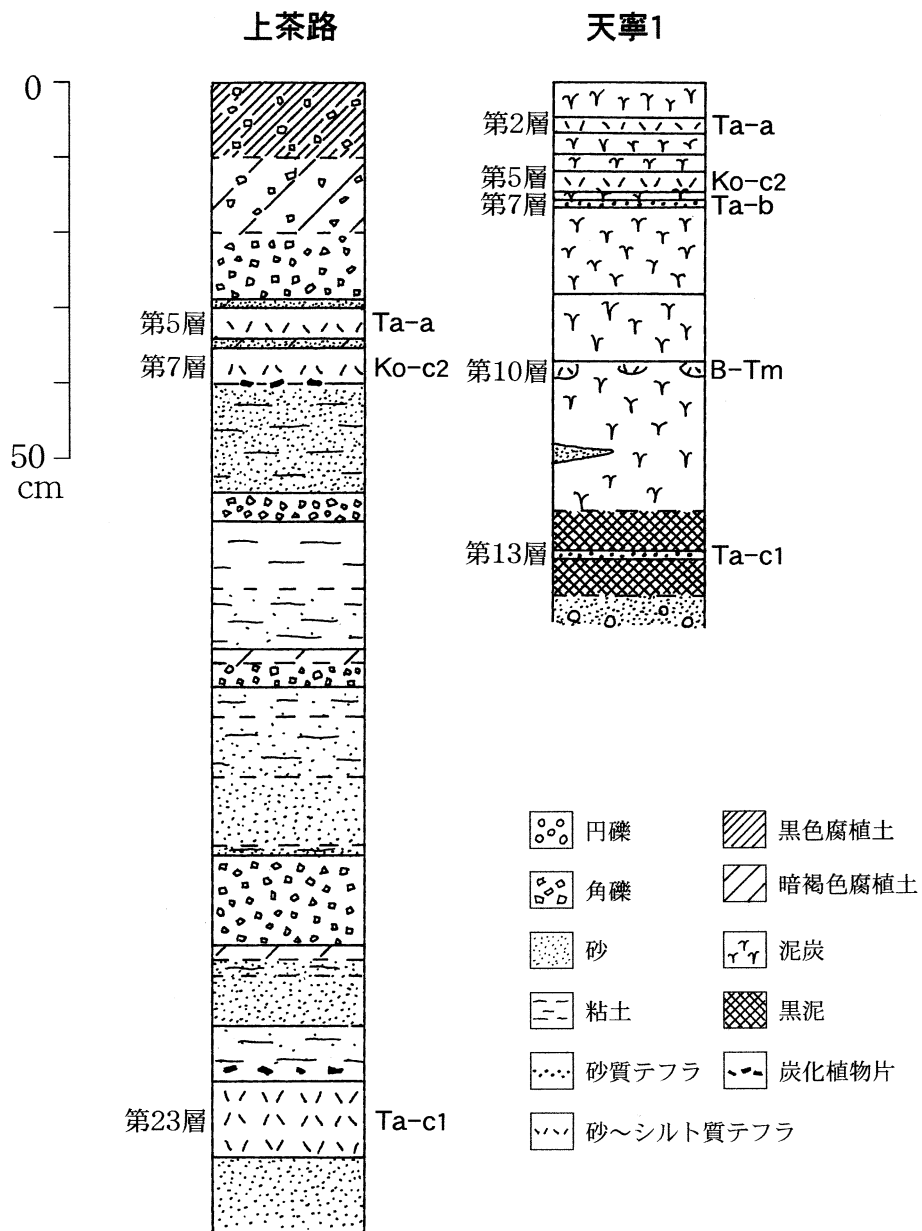 上茶路
天寧1
0
50
cm
第5層
Ta-a
第7層
Ko-c2
第23層
Ta-c1
第2層
Ta-a
第5層
Ko-c2
第7層
Ta-b
第10層
B-Tm
第13層
Ta-c1
円礫
角礫
砂
粘土
砂質テフラ
砂～シルト質テフラ
黒色腐植土
暗褐色腐植土
泥炭
黒泥
炭化植物片